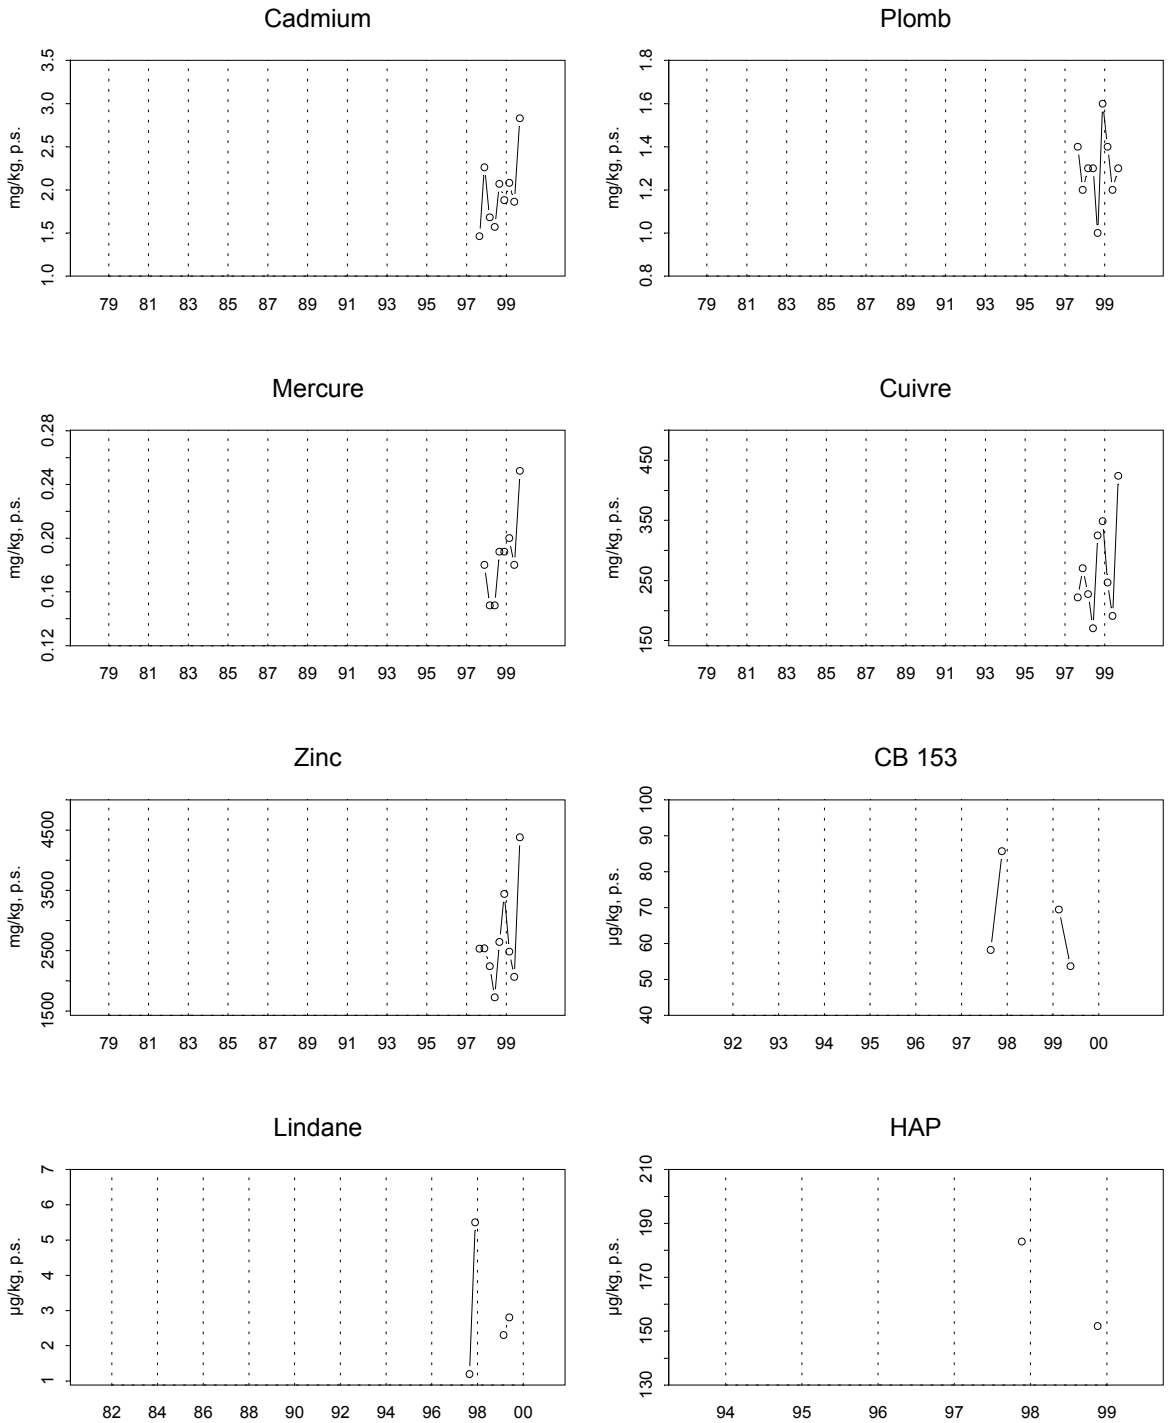 Cadmium
mg/kg, p.s.
3.5
3.0
2.5
2.0
1.5
1.0
79 81 83 85 87 89 91 93 95 97 99
Plomb
mg/kg, p.s.
1.8
1.6
1.4
1.2
1.0
0.8
79 81 83 85 87 89 91 93 95 97 99
Mercure
mg/kg, p.s.
0.28
0.24
0.20
0.16
0.12
79 81 83 85 87 89 91 93 95 97 99
Cuivre
mg/kg, p.s.
450
350
250
150
79 81 83 85 87 89 91 93 95 97 99
Zinc
mg/kg, p.s.
4500
3500
2500
1500
79 81 83 85 87 89 91 93 95 97 99
CB 153
µg/kg, p.s.
100
90
80
70
60
50
40
92 93 94 95 96 97 98 99 00
Lindane
µg/kg, p.s.
7
6
5
4
3
2
1
82 84 86 88 90 92 94 96 98 00
HAP
µg/kg, p.s.
210
190
170
150
130
94 95 96 97 98 99